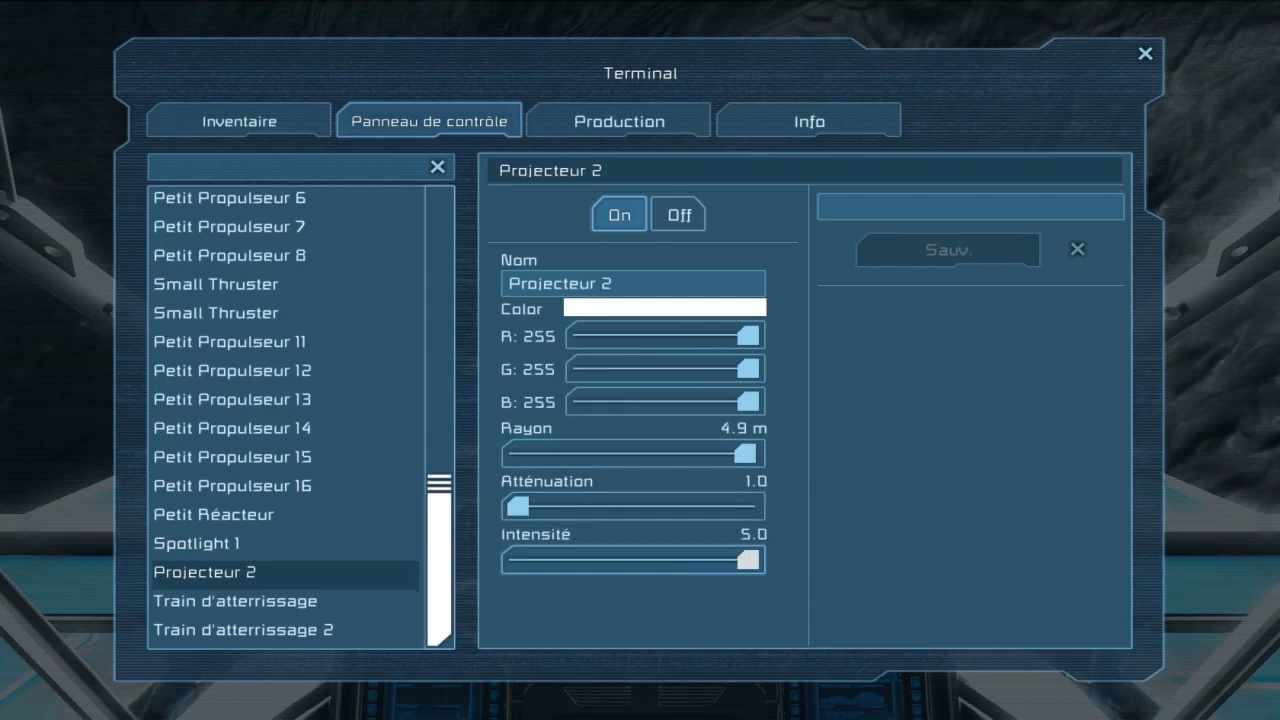 Terminal
Inventaire
Panneau de contrôle
Production
Info
Petit Propulseur 6
Petit Propulseur 7
Petit Propulseur 8
Small Thruster
Small Thruster
Petit Propulseur 11
Petit Propulseur 12
Petit Propulseur 13
Petit Propulseur 14
Petit Propulseur 15
Petit Propulseur 16
Petit Réacteur
Spotlight 1
Projecteur 2
Train d'atterrissage
Train d'atterrissage 2
Projecteur 2
On
Off
Nom
Projecteur 2
Color
R: 255
G: 255
B: 255
Rayon 4.9 m
Atténuation 1.0
Intensité 5.0
Sauv.